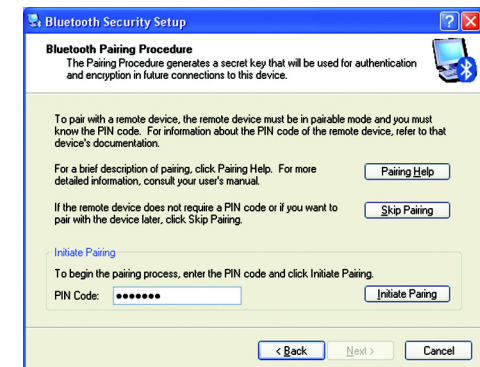 Bluetooth Security Setup
Bluetooth Pairing Procedure
The Pairing Procedure generates a secret key that will be used for authentication
and encryption in future connections to this device.
To pair with a remote device, the remote device must be in pairable mode and you must
know the PIN code. For information about the PIN code of the remote device, refer to that
device's documentation.
For a brief description of pairing, click Pairing Help. For more
detailed information, consult your user's manual.
Pairing Help
If the remote device does not require a PIN code or if you want to
pair with the device later, click Skip Pairing.
Skip Pairing
Initiate Pairing
To begin the pairing process, enter the PIN code and click Initiate Pairing.
PIN Code: ●●●●●●●
Initiate Paring
< Back
Next >
Cancel